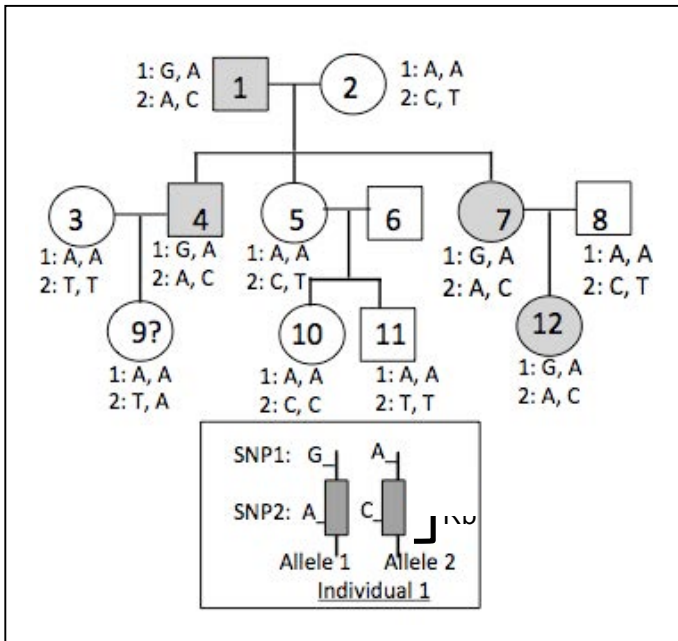 1: G, A
2: A, C
1
2
1: A, A
2: C, T
3
4
5
6
7
8
1: A, A
2: T, T
1: G, A
2: A, C
1: A, A
2: C, T
1: G, A
2: A, C
1: A, A
2: C, T
9?
10
11
12
1: A, A
2: T, A
1: A, A
2: C, C
1: A, A
2: T, T
1: G, A
2: A, C
SNP1: G A
SNP2: A C
Allele 1 Allele 2
Individual 1